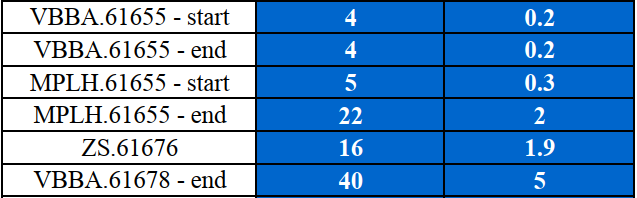 VBBA.61655 - start 4 0.2
VBBA.61655 - end 4 0.2
MPLH.61655 - start 5 0.3
MPLH.61655 - end 22 2
ZS.61676 16 1.9
VBBA.61678 - end 40 5